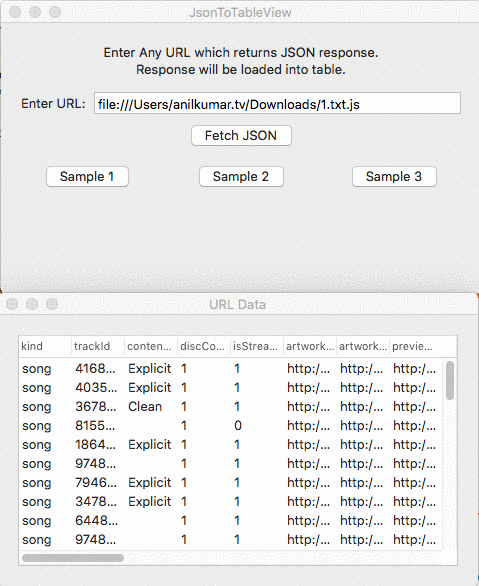 JsonToTableView
Enter Any URL which returns JSON response.
Response will be loaded into table.
Enter URL: file:///Users/anilkumar.tv/Downloads/1.txt.js
Fetch JSON
Sample 1 Sample 2 Sample 3
URL Data
kind trackId conten... discCo... isStrea... artwork... artwork... previe...
song 4168... Explicit 1 1 http:/... http:/... http:/...
song 4035... Explicit 1 1 http:/... http:/... http:/...
song 3678... Clean 1 1 http:/... http:/... http:/...
song 8155... 1 0 http:/... http:/... http:/...
song 1864... Explicit 1 1 http:/... http:/... http:/...
song 9748... 1 1 http:/... http:/... http:/...
song 7946... Explicit 1 1 http:/... http:/... http:/...
song 3478... Explicit 1 1 http:/... http:/... http:/...
song 6448... 1 1 http:/... http:/... http:/...
song 9748... 1 1 http:/... http:/... http:/...